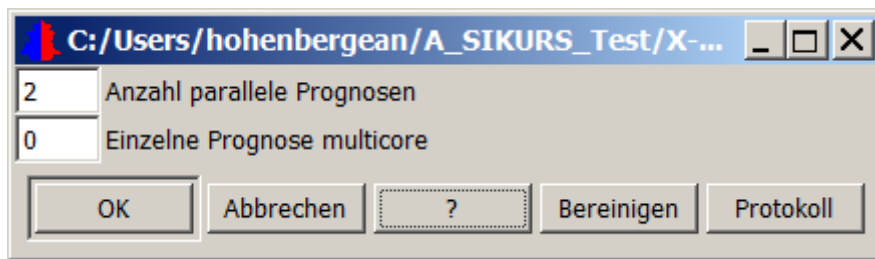 C:/Users/hohenbergean/A_SIKURS_Test/X-...
2 Anzahl parallele Prognosen
0 Einzelne Prognose multicore
OK Abbrechen ? Bereinigen Protokoll